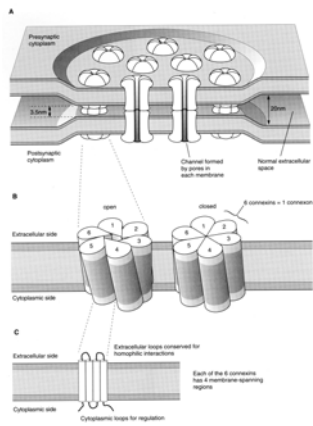 A
Presynaptic
cytoplasm
3.5nm
20nm
Postsynaptic
cytoplasm
Channel formed
by pores in
each membrane
Normal extracellular
space
B
open
closed
6 connexins = 1 connexon
Extracellular side
1
2
3
4
5
6
1
2
3
4
5
6
Cytoplasmic side
C
Extracellular loops conserved for
homophilic interactions
Extracellular side
Each of the 6 connexins
has 4 membrane-spanning
regions
Cytoplasmic side
Cytoplasmic loops for regulation